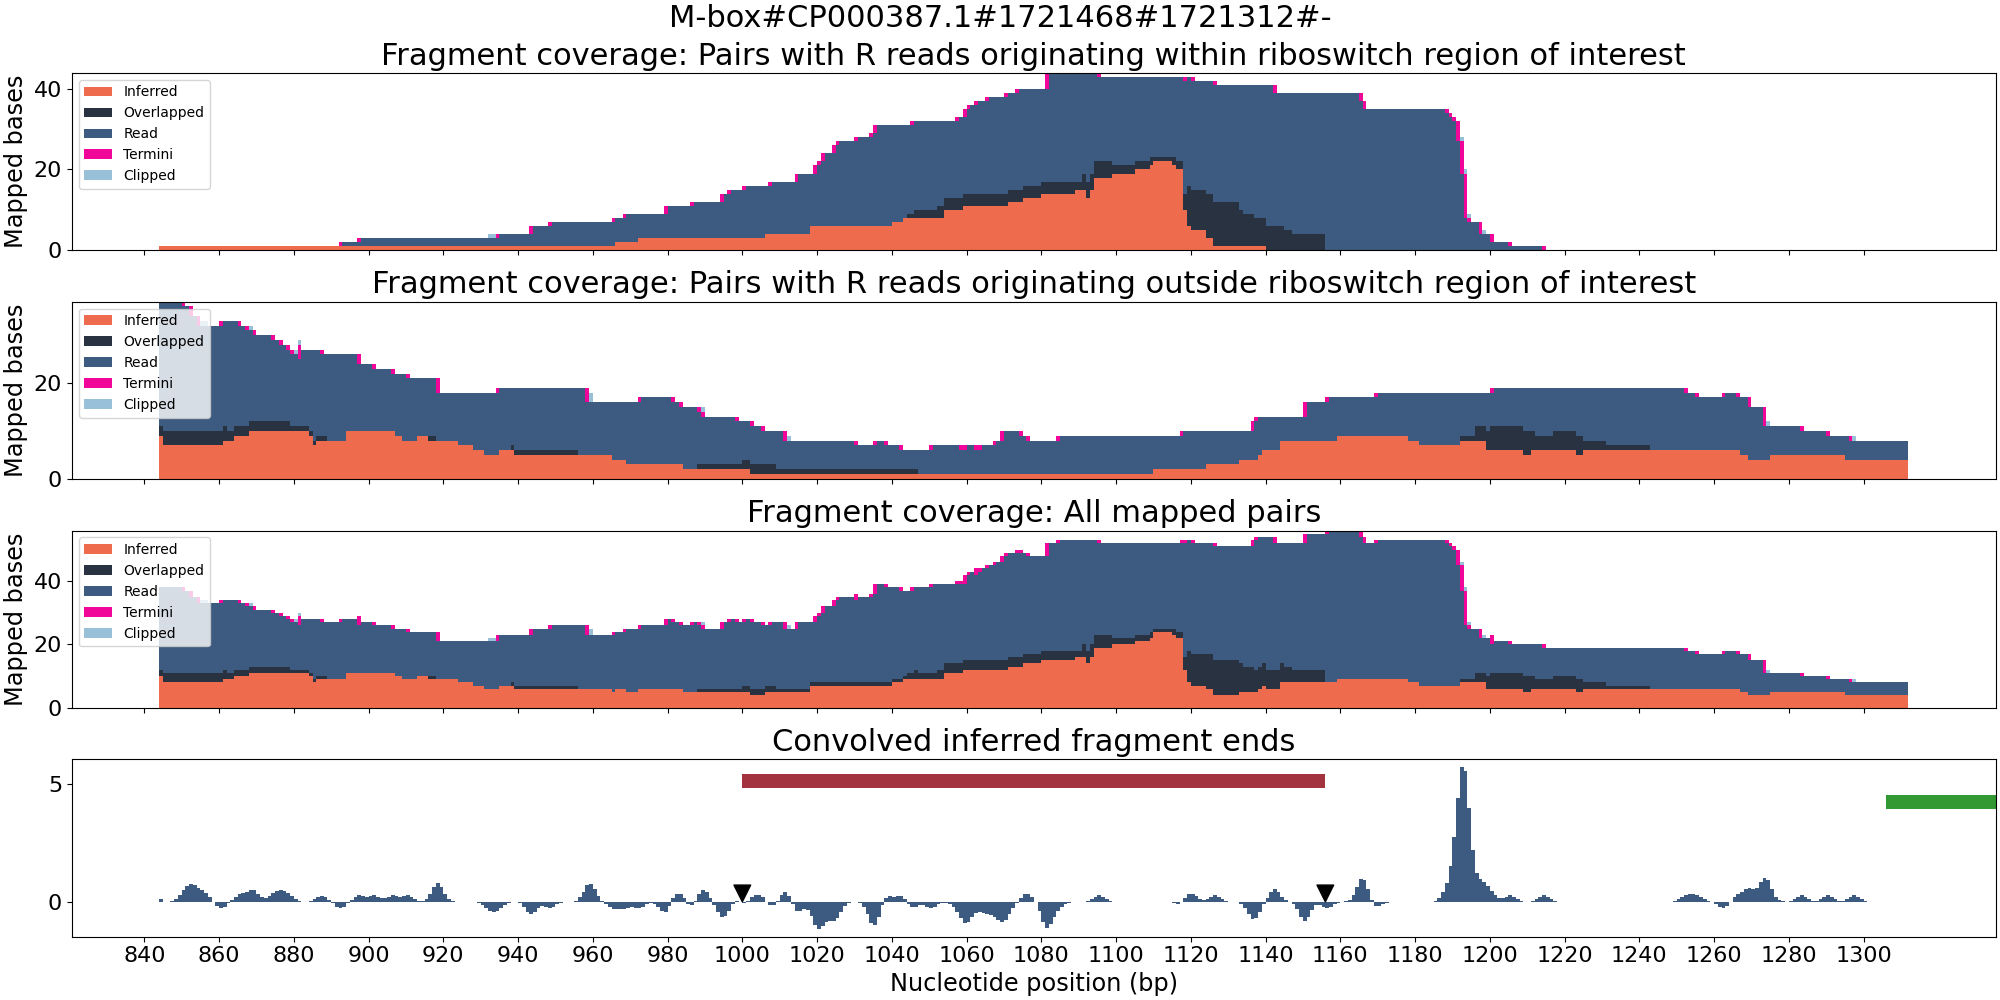 M-box#CP000387.1#1721468#1721312#-
Fragment coverage: Pairs with R reads originating within riboswitch region of interest
Mapped bases
40
20
0
Inferred
Overlapped
Read
Termini
Clipped
Fragment coverage: Pairs with R reads originating outside riboswitch region of interest
Mapped bases
20
0
Inferred
Overlapped
Read
Termini
Clipped
Fragment coverage: All mapped pairs
Mapped bases
40
20
0
Inferred
Overlapped
Read
Termini
Clipped
Convolved inferred fragment ends
5
0
840 860 880 900 920 940 960 980 1000 1020 1040 1060 1080 1100 1120 1140 1160 1180 1200 1220 1240 1260 1280 1300
Nucleotide position (bp)